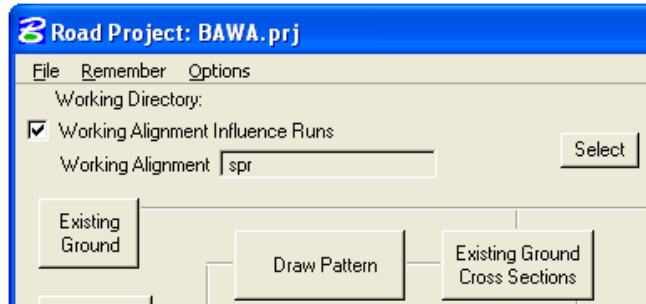 Road Project: BAWA.prj
File Remember Options
Working Directory:
Working Alignment Influence Runs
Working Alignment spr
Select
Existing
Ground
Draw Pattern
Existing Ground
Cross Sections